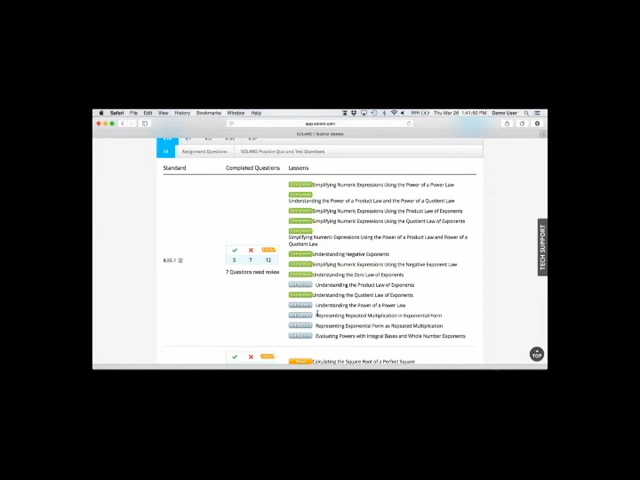 Safari File Edit View History Bookmarks Window Help Thu Mar 26 1:41:50 PM Demo User
app.solaro.com
SOLARO | Teacher
All Assignment Questions SOLARO Practice Quiz and Test Questions
Standard Completed Questions Lessons
Simplifying Numeric Expressions Using the Power of a Power Law
Understanding the Power of a Product Law and the Power of a Quotient Law
Simplifying Numeric Expressions Using the Product Law of Exponents
Simplifying Numeric Expressions Using the Quotient Law of Exponents
Simplifying Numeric Expressions Using the Power of a Product Law and the Power of a
Quotient Law
Understanding Negative Exponents
Simplifying Numeric Expressions Using the Negative Exponent Law
Understanding the Zero Law of Exponents
5 7 12
7 Questions need review
Understanding the Product Law of Exponents
Understanding the Quotient Law of Exponents
Understanding the Power of a Power Law
Representing Repeated Multiplication in Exponential Form
Representing Exponential Form as Repeated Multiplication
Evaluating Powers with Integral Bases and Whole Number Exponents
Calculating the Square Root of a Perfect Square
TECH SUPPORT
TOP